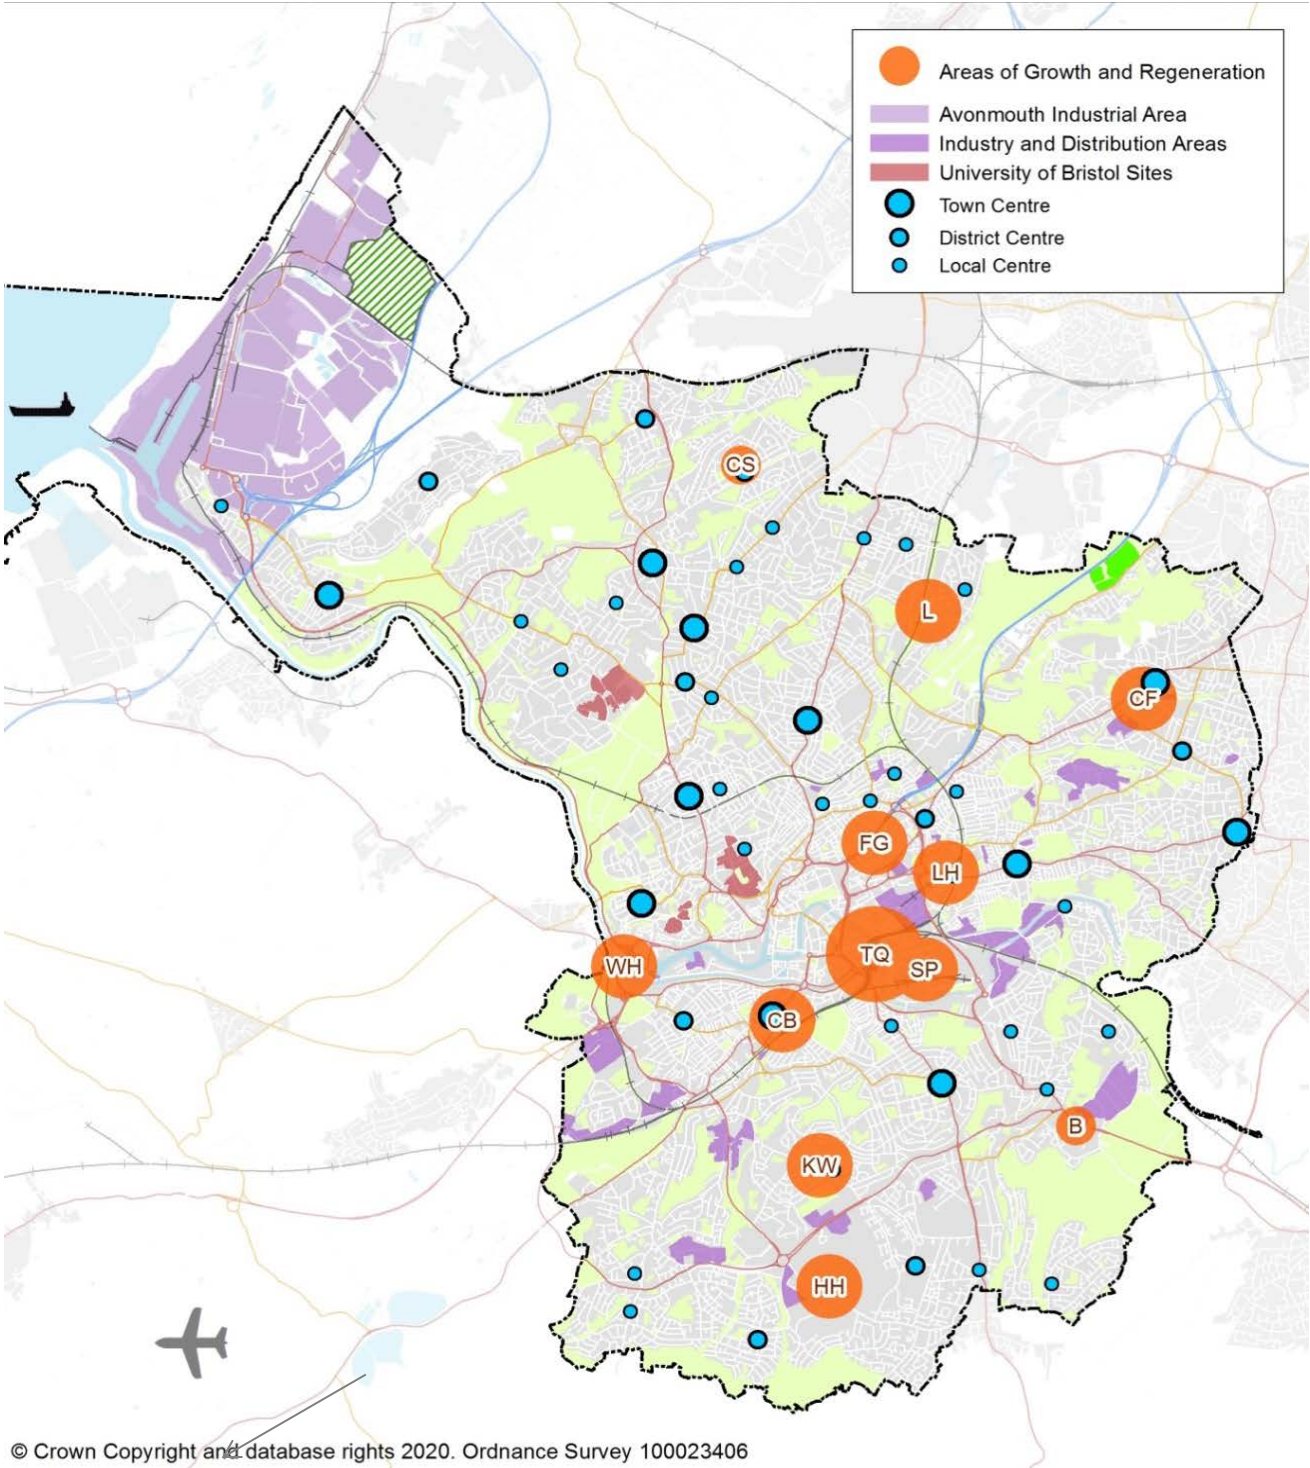 Areas of Growth and Regeneration
Avonmouth Industrial Area
Industry and Distribution Areas
University of Bristol Sites
Town Centre
District Centre
Local Centre
CS
L
CF
FG
LH
WH
TQ
SP
CB
B
KW
HH
© Crown Copyright and database rights 2020. Ordnance Survey 100023406